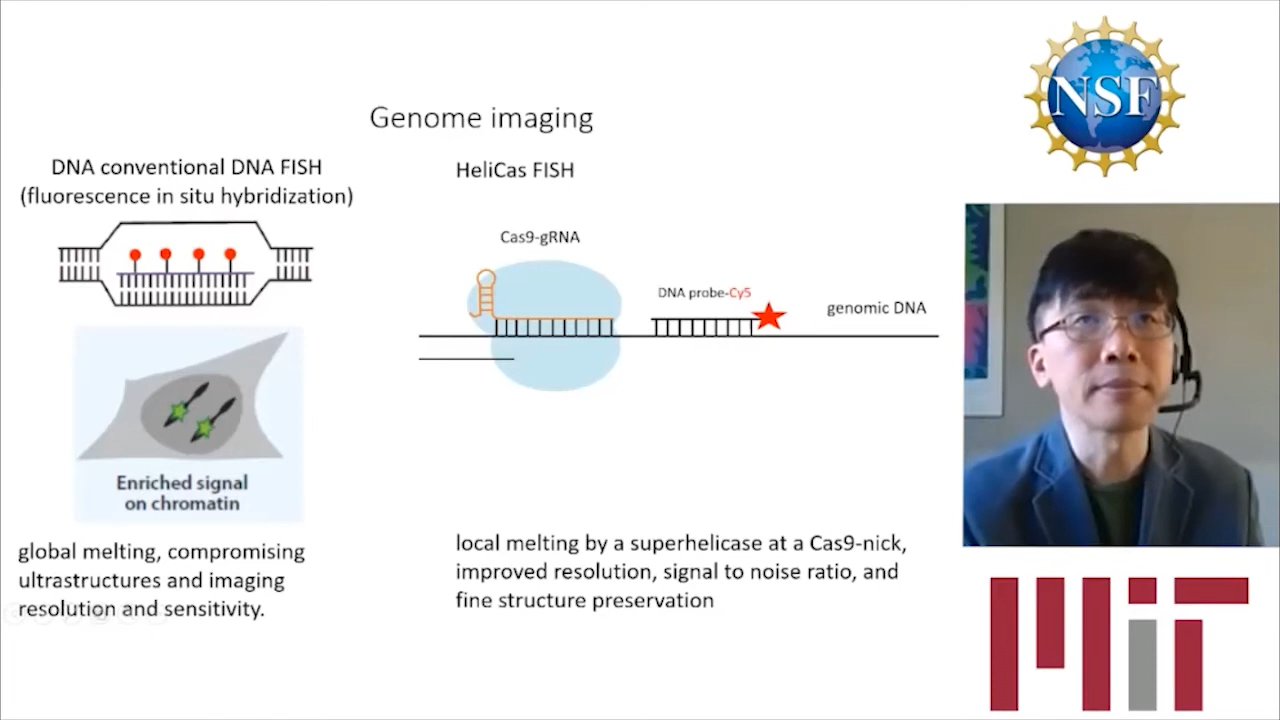 Genome imaging
DNA conventional DNA FISH
(fluorescence in situ hybridization)
Enriched signal
on chromatin
global melting, compromising
ultrastructures and imaging
resolution and sensitivity.
HeliCas FISH
Cas9-gRNA
DNA probe-Cy5
genomic DNA
local melting by a superhelicase at a Cas9-nick,
improved resolution, signal to noise ratio, and
fine structure preservation
NSF
MIT